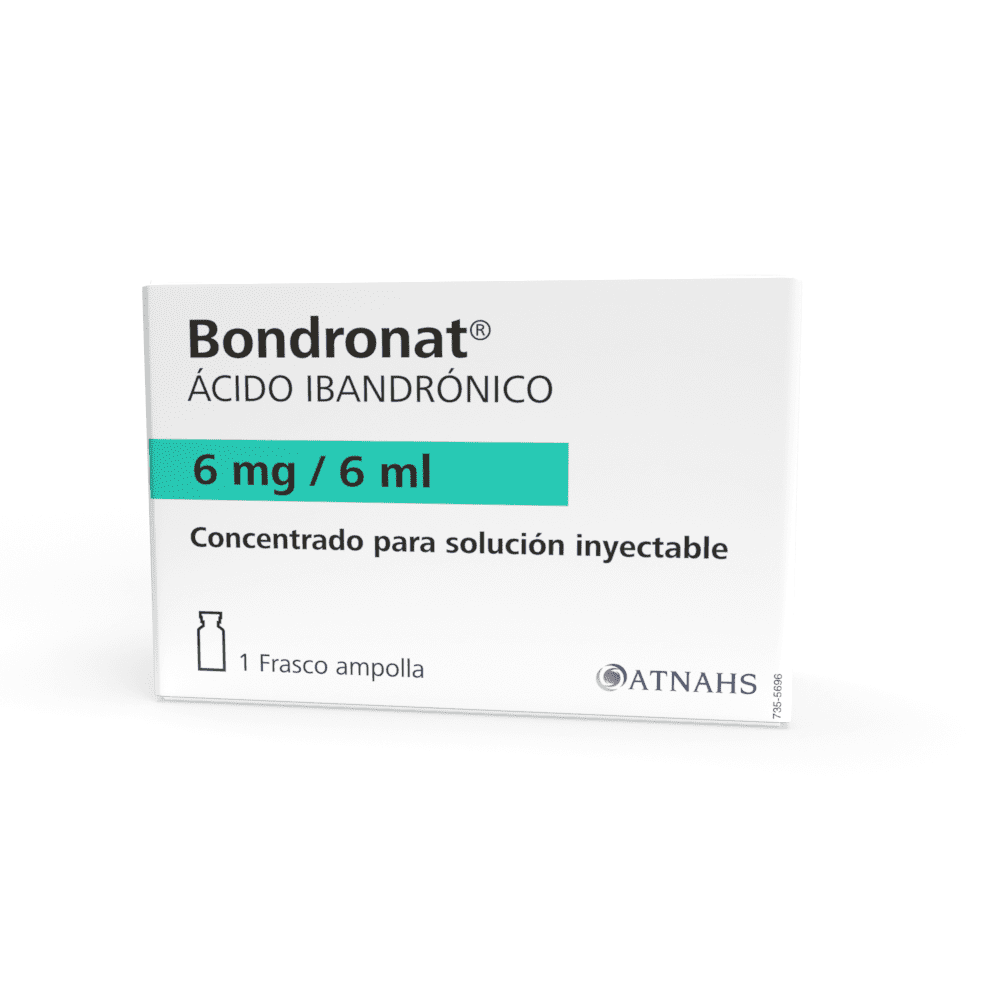 Bondronat®
ÁCIDO IBANDRÓNICO
6 mg / 6 ml
Concentrado para solución inyectable
1 Frasco ampolla
ATNAHS
735-5696